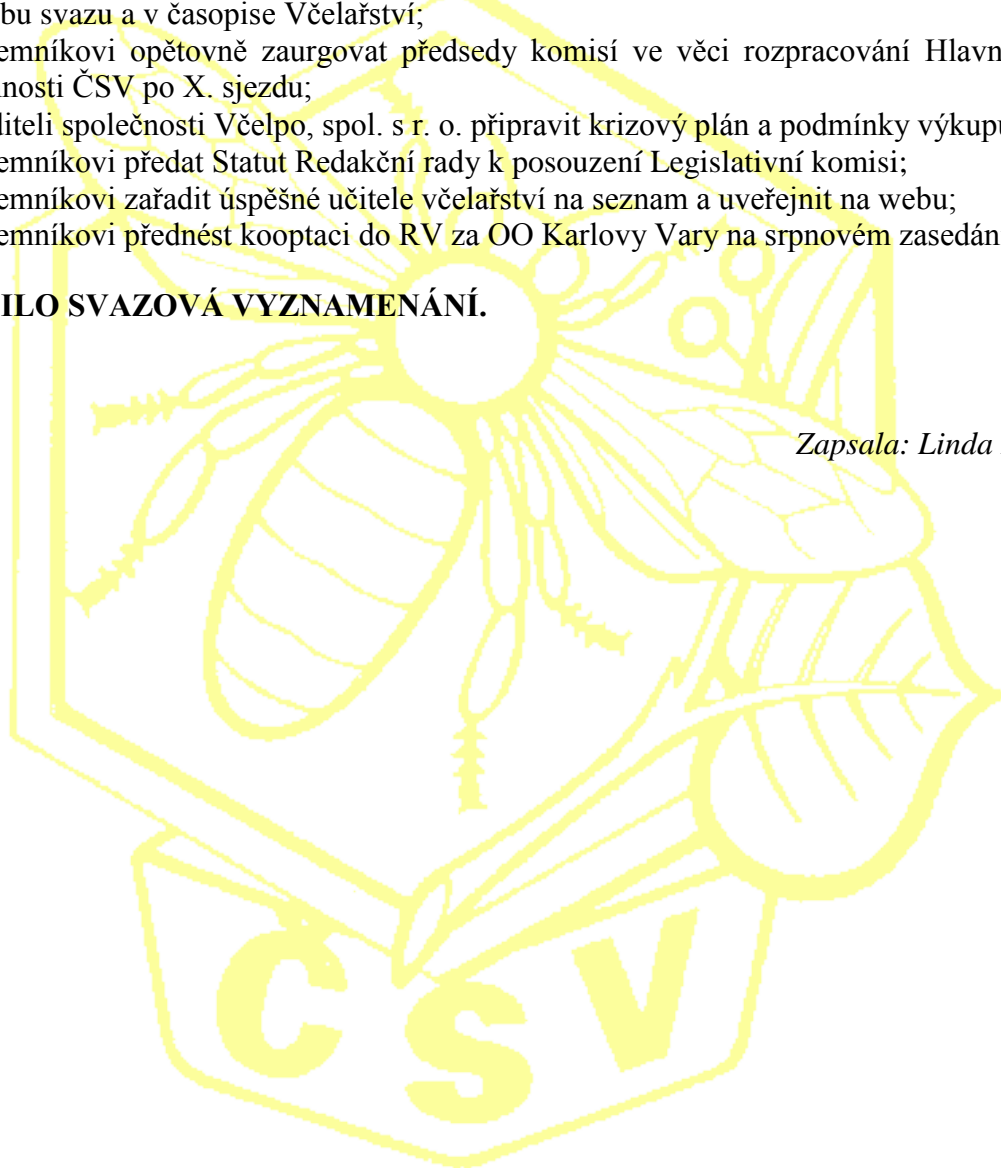 bu svazu a v časopise Včelařství;
emníkovi opětovně zaurgovat předsedy komisí ve věci rozpracování Hlavn
nnosti ČSV po X. sjezdu;
diteli společnosti Včelpo, spol. s r. o. připravit krizový plán a podmínky výkupu
emníkovi předat Statut Redakční rady k posouzení Legislativní komisi;
emníkovi zařadit úspěšné učitele včelařství na seznam a uveřejnit na webu;
emníkovi přednést kooptaci do RV za OO Karlovy Vary na srpnovém zasedán
ILO SVAZOVÁ VYZNAMENÁNÍ.
Zapsala: Linda
ČSV